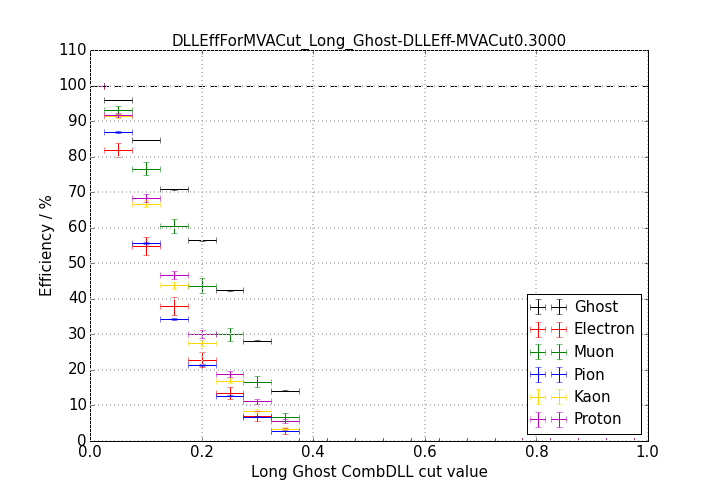 DLLEffForMVACut_Long_Ghost-DLLEff-MVACut0.3000
110
100
90
80
70
60
50
40
30
20
10
0
Efficiency / %
Ghost
Electron
Muon
Pion
Kaon
Proton
0.0 0.2 0.4 0.6 0.8 1.0
Long Ghost CombDLL cut value